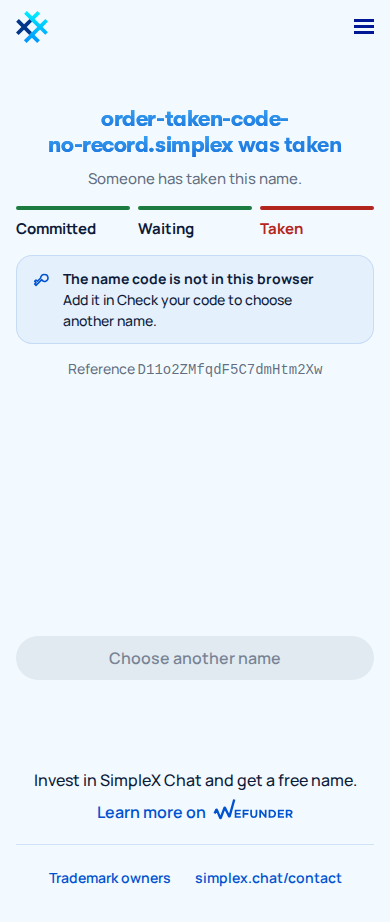 order-taken-code-
no-record.simplex was taken
Someone has taken this name.
Committed Waiting Taken
The name code is not in this browser
Add it in Check your code to choose
another name.
Reference D11o2ZMfqdF5C7dmHtm2Xw
Choose another name
Invest in SimpleX Chat and get a free name.
Learn more on WEFUNDER
Trademark owners simplex.chat/contact